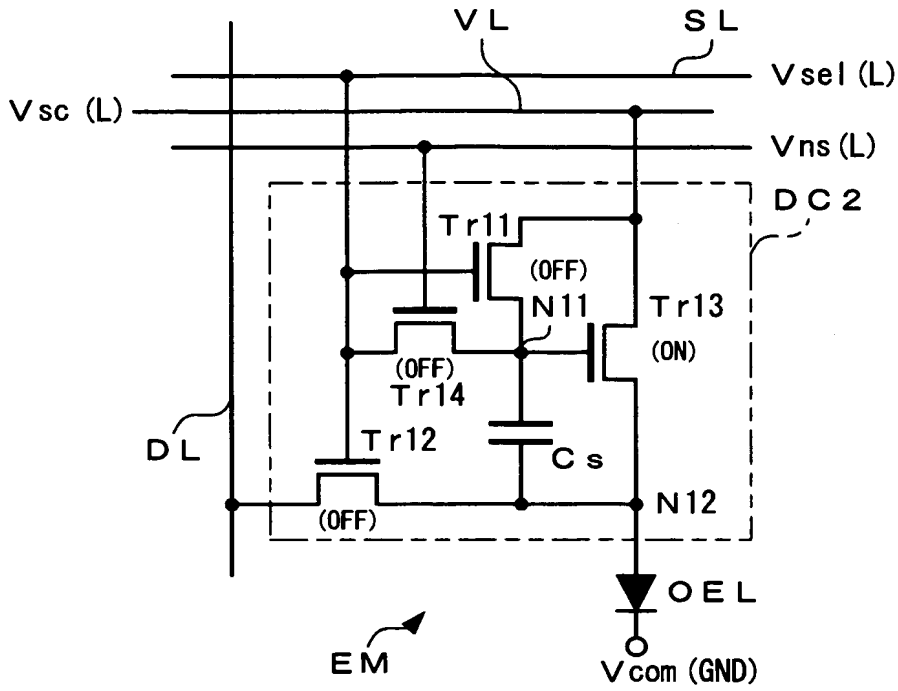 VL
SL
Vsel(L)
Vsc(L)
Vns(L)
DC2
Tr11
(OFF)
N11
Tr13
(ON)
(OFF)
Tr14
DL
Tr12
Cs
(OFF)
N12
OEL
EM
Vcom(GND)